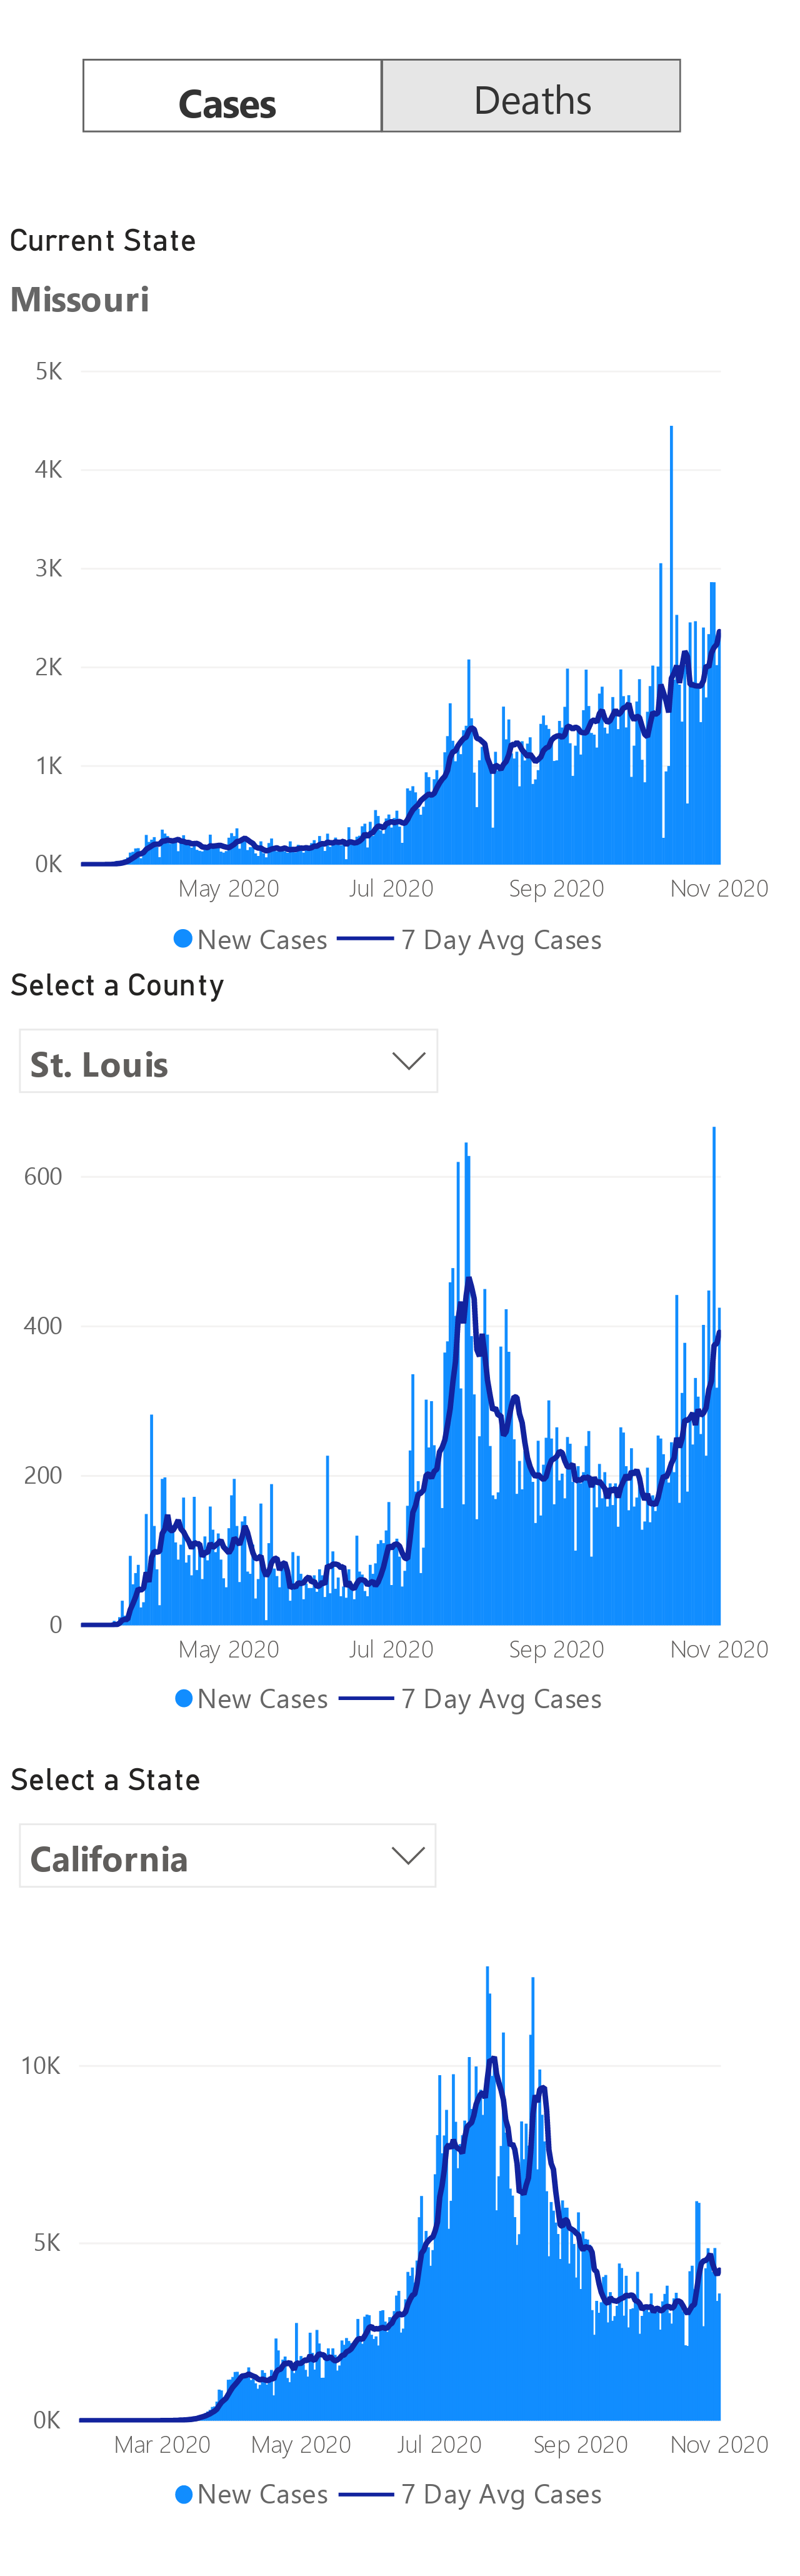 Cases Deaths
Current State
Missouri
5K
4K
3K
2K
1K
0K
May 2020 Jul 2020 Sep 2020 Nov 2020
New Cases 7 Day Avg Cases
Select a County
St. Louis
600
400
200
0
May 2020 Jul 2020 Sep 2020 Nov 2020
New Cases 7 Day Avg Cases
Select a State
California
10K
5K
0K
Mar 2020 May 2020 Jul 2020 Sep 2020 Nov 2020
New Cases 7 Day Avg Cases